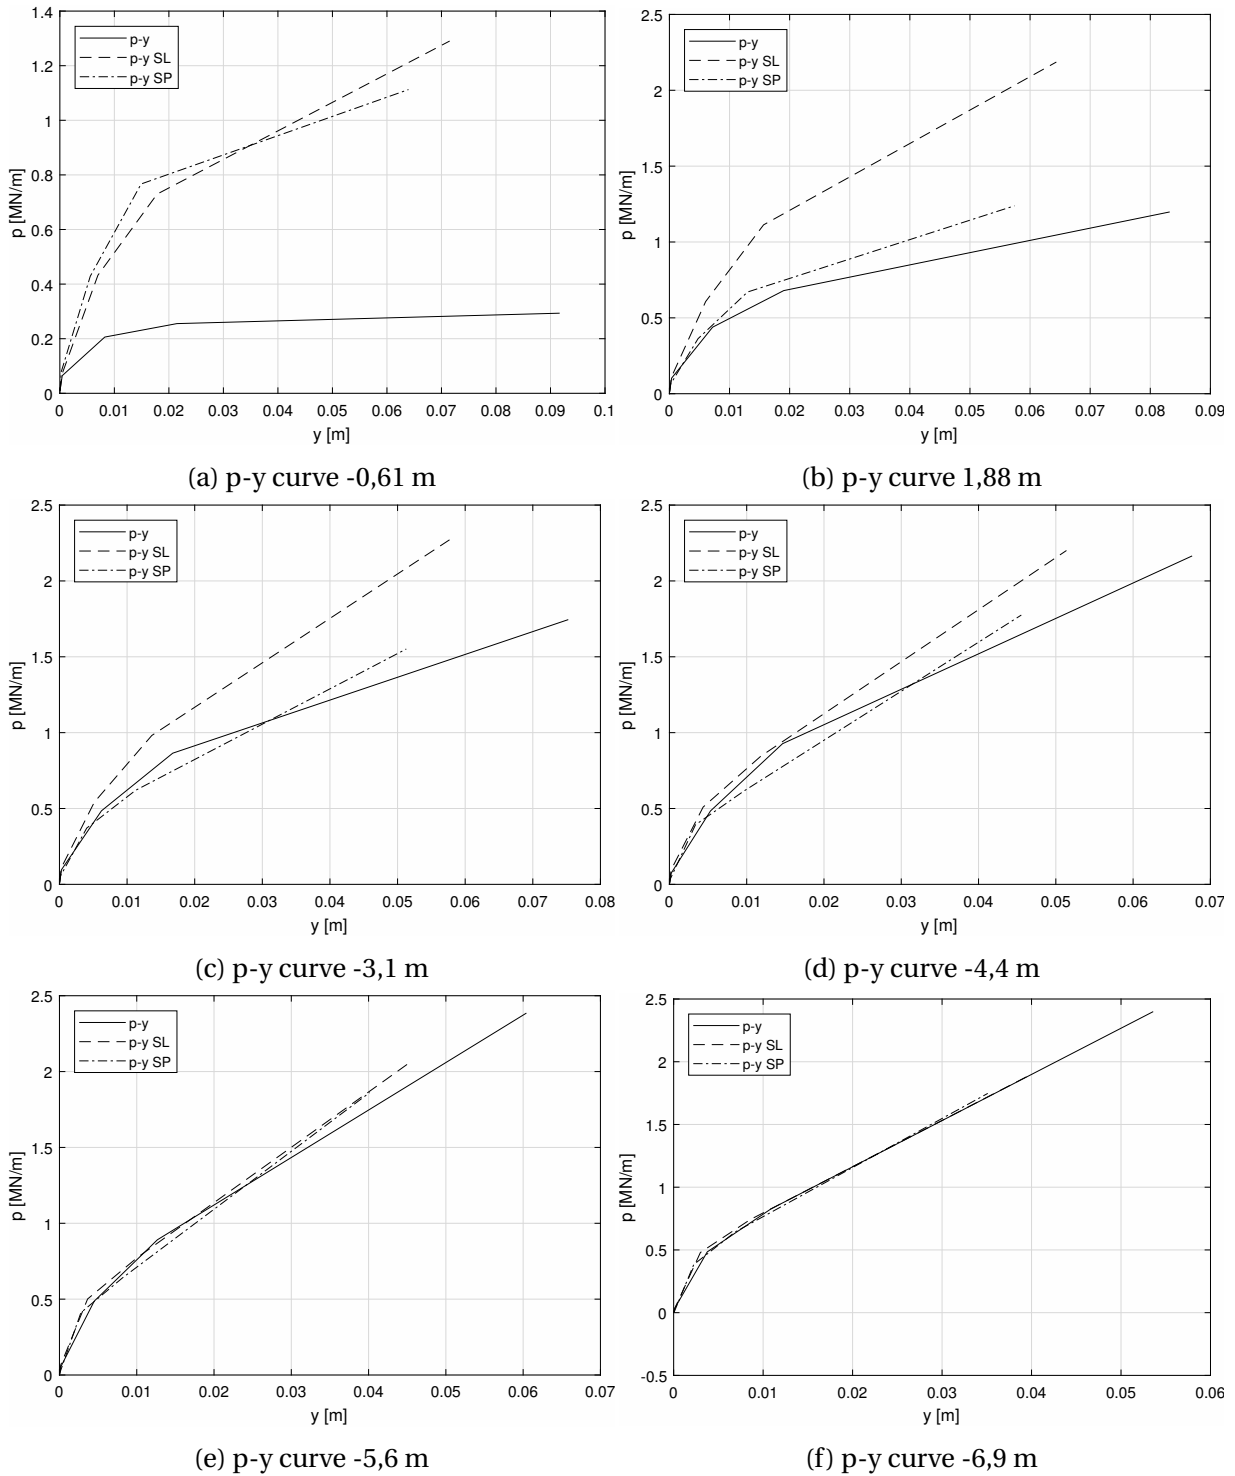 1.4
1.2
1
0.8
0.6
0.4
0.2
0
p [MN/m]
p-y
p-y SL
p-y SP
0 0.01 0.02 0.03 0.04 0.05 0.06 0.07 0.08 0.09 0.1
y [m]
(a) p-y curve -0,61 m
2.5
2
1.5
1
0.5
0
p [MN/m]
p-y
p-y SL
p-y SP
0 0.01 0.02 0.03 0.04 0.05 0.06 0.07 0.08 0.09
y [m]
(b) p-y curve 1,88 m
2.5
2
1.5
1
0.5
0
p [MN/m]
p-y
p-y SL
p-y SP
0 0.01 0.02 0.03 0.04 0.05 0.06 0.07 0.08
y [m]
(c) p-y curve -3,1 m
2.5
2
1.5
1
0.5
0
p [MN/m]
p-y
p-y SL
p-y SP
0 0.01 0.02 0.03 0.04 0.05 0.06 0.07
y [m]
(d) p-y curve -4,4 m
2.5
2
1.5
1
0.5
0
p [MN/m]
p-y
p-y SL
p-y SP
0 0.01 0.02 0.03 0.04 0.05 0.06 0.07
y [m]
(e) p-y curve -5,6 m
2.5
2
1.5
1
0.5
0
-0.5
p [MN/m]
p-y
p-y SL
p-y SP
0 0.01 0.02 0.03 0.04 0.05 0.06
y [m]
(f) p-y curve -6,9 m